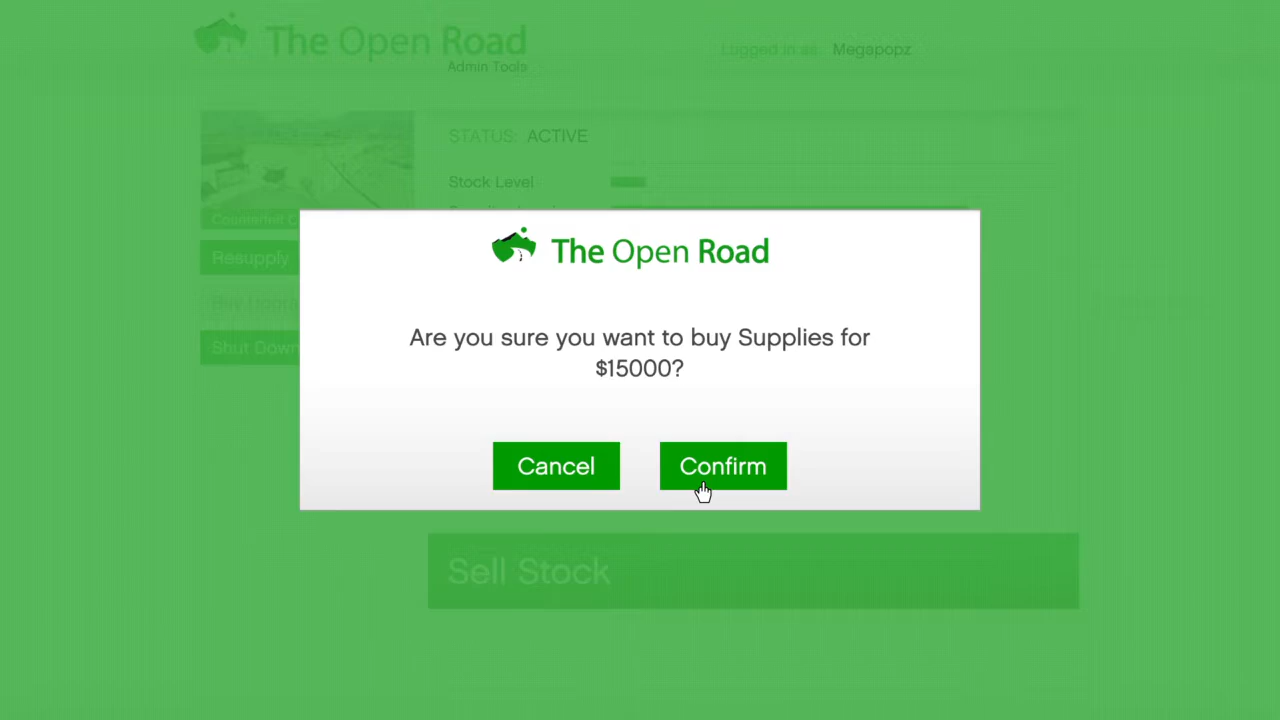 The Open Road
Admin Tools
Logged in as: Megapopz
STATUS: ACTIVE
Stock Level
Resupply
Shut Down
The Open Road
Are you sure you want to buy Supplies for
$15000?
Cancel
Confirm
Sell Stock